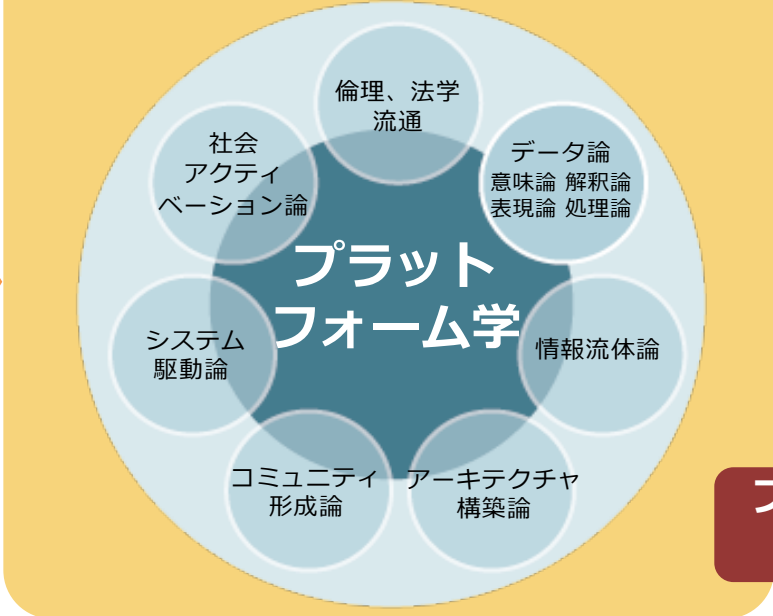 倫理、法学
流通
データ論
意味論 解釈論
表現論 処理論
情報流体論
アーキテクチャ
構築論
コミュニティ
形成論
システム
駆動論
社会
アクティ
ベーション論
プラット
フォーム学